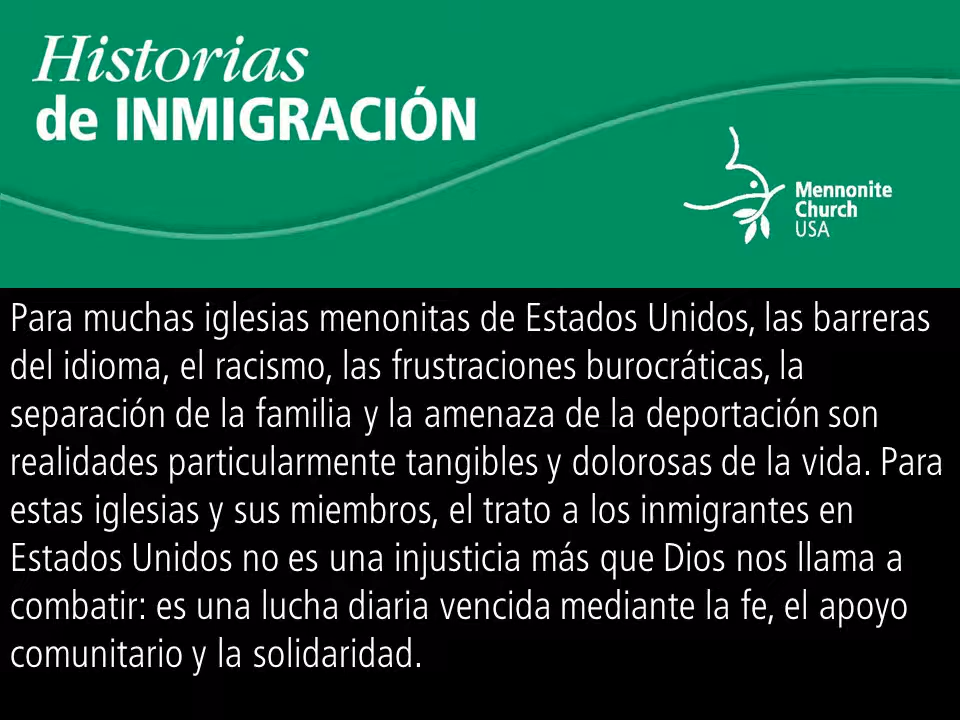 Historias
de INMIGRACIÓN
Mennonite
Church
USA
Para muchas iglesias menonitas de Estados Unidos, las barreras
del idioma, el racismo, las frustraciones burocráticas, la
separación de la familia y la amenaza de la deportación son
realidades particularmente tangibles y dolorosas de la vida. Para
estas iglesias y sus miembros, el trato a los inmigrantes en
Estados Unidos no es una injusticia más que Dios nos llama a
combatir: es una lucha diaria vencida mediante la fe, el apoyo
comunitario y la solidaridad.